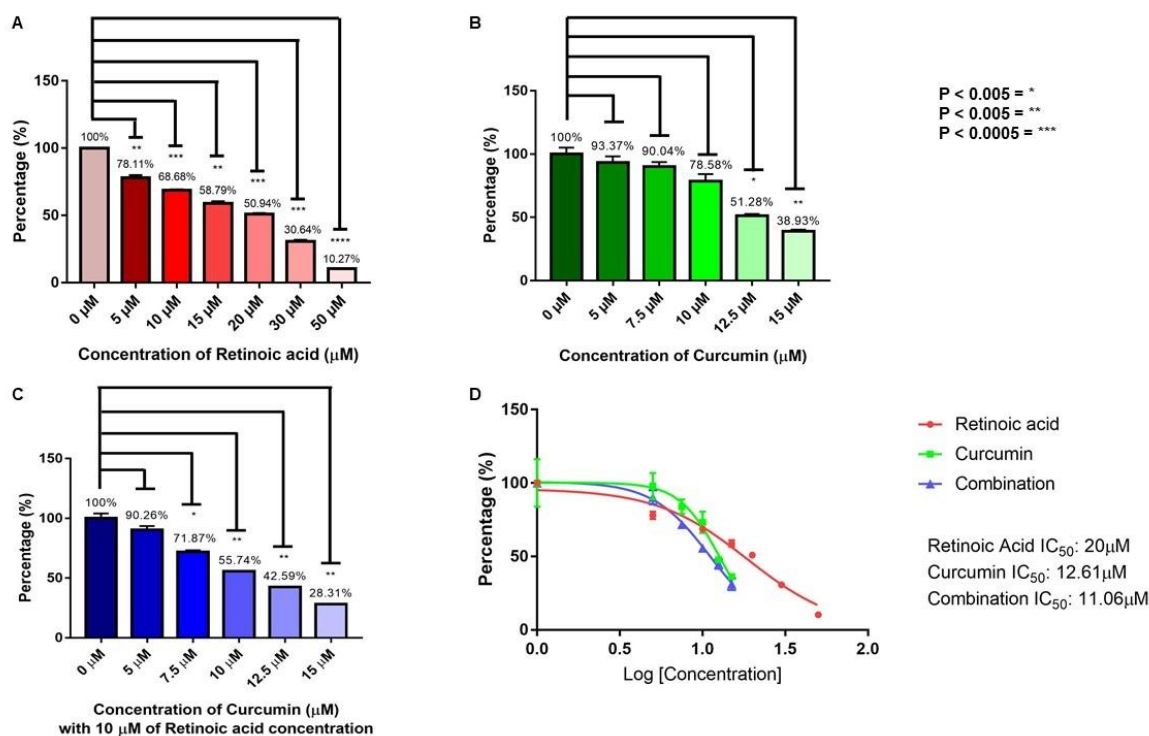 A
150
100
50
0
Percentage (%)
100%
**
78.11%
***
68.68%
**
58.79%
***
50.94%
***
30.64%
****
10.27%
0 μM
5 μM
10 μM
15 μM
20 μM
30 μM
50 μM
Concentration of Retinoic acid (μM)
B
150
100
50
0
Percentage (%)
100%
93.37%
90.04%
78.58%
*
51.28%
**
38.93%
0 μM
5 μM
7.5 μM
10 μM
12.5 μM
15 μM
Concentration of Curcumin (μM)
P < 0.005 = *
P < 0.005 = **
P < 0.0005 = ***
C
150
100
50
0
Percentage (%)
100%
90.26%
*
71.87%
**
55.74%
**
42.59%
**
28.31%
0 μM
5 μM
7.5 μM
10 μM
12.5 μM
15 μM
Concentration of Curcumin (μM)
with 10 μM of Retinoic acid concentration
D
150
100
50
0
Percentage (%)
0.0
0.5
1.0
1.5
2.0
Log [Concentration]
Retinoic acid
Curcumin
Combination
Retinoic Acid IC50: 20μM
Curcumin IC50: 12.61μM
Combination IC50: 11.06μM